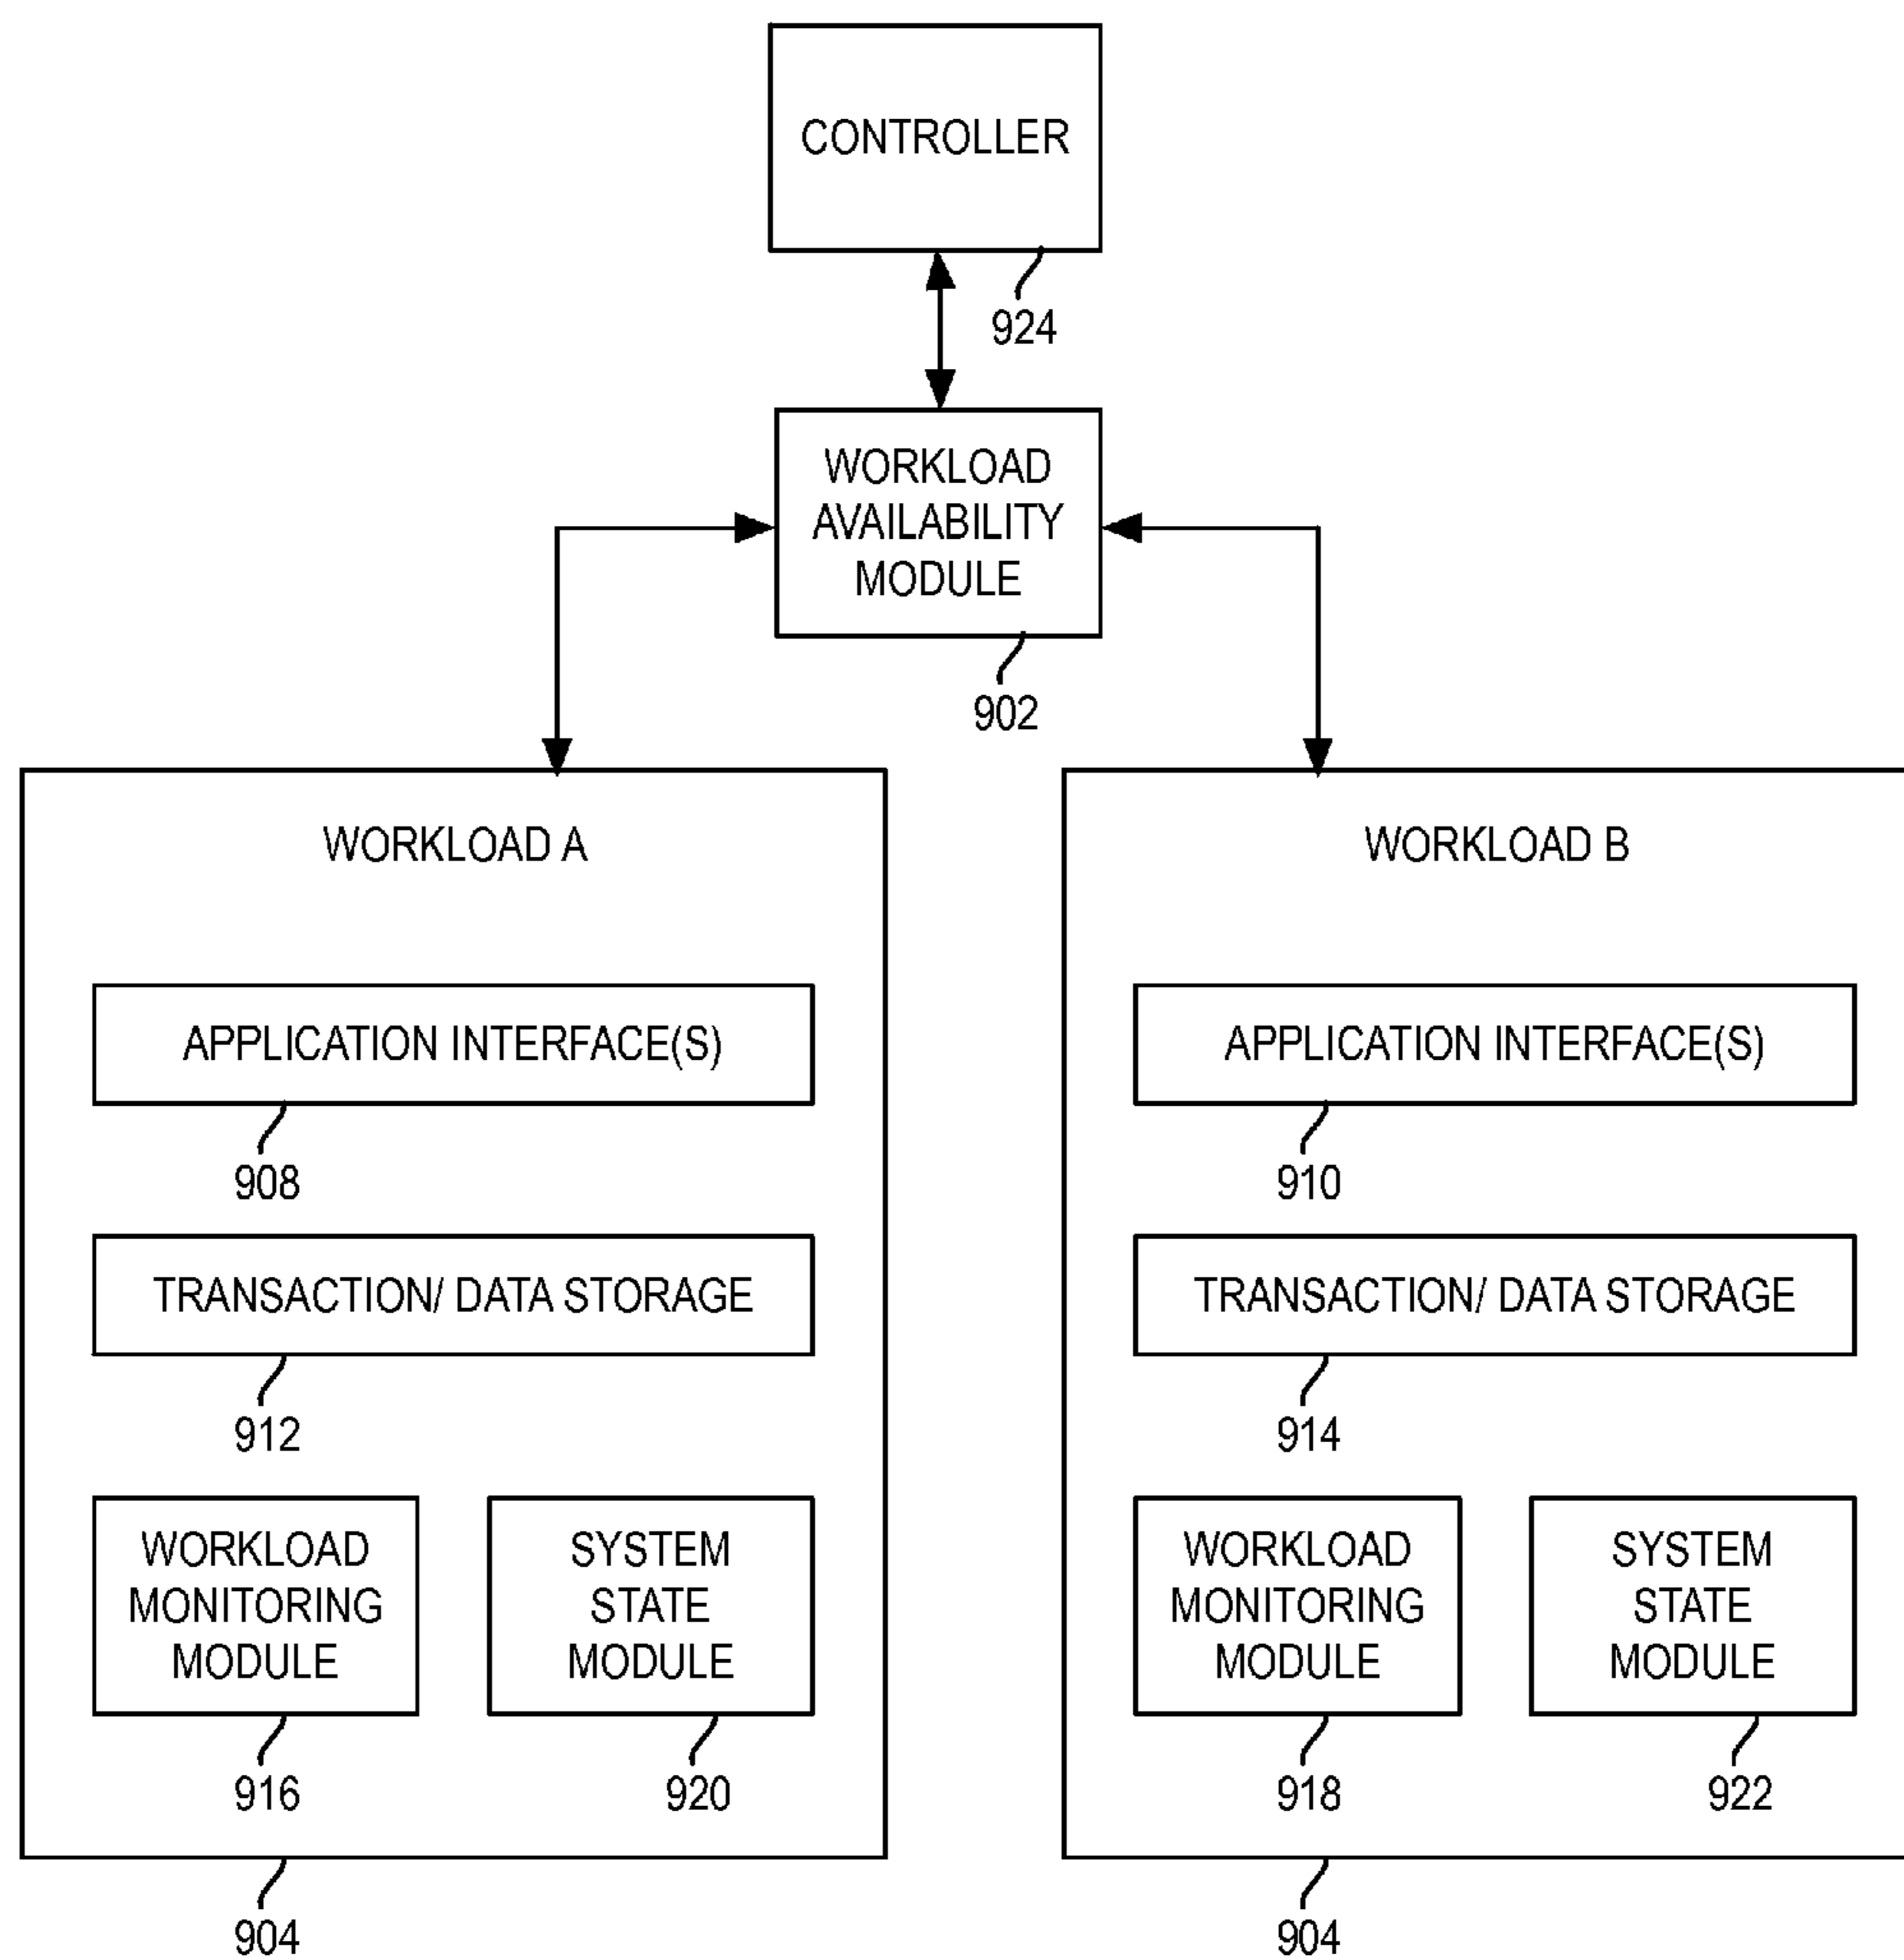 CONTROLLER
924
WORKLOAD
AVAILABILITY
MODULE
902
WORKLOAD A
APPLICATION INTERFACE(S)
908
TRANSACTION/ DATA STORAGE
912
WORKLOAD
MONITORING
MODULE
916
SYSTEM
STATE
MODULE
920
904
WORKLOAD B
APPLICATION INTERFACE(S)
910
TRANSACTION/ DATA STORAGE
914
WORKLOAD
MONITORING
MODULE
918
SYSTEM
STATE
MODULE
922
904